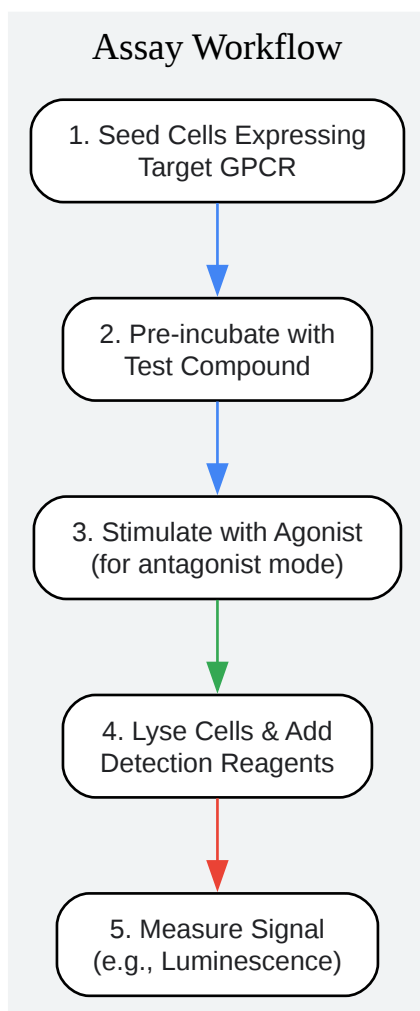 Assay Workflow
1. Seed Cells Expressing
Target GPCR
2. Pre-incubate with
Test Compound
3. Stimulate with Agonist
(for antagonist mode)
4. Lyse Cells & Add
Detection Reagents
5. Measure Signal
(e.g., Luminescence)